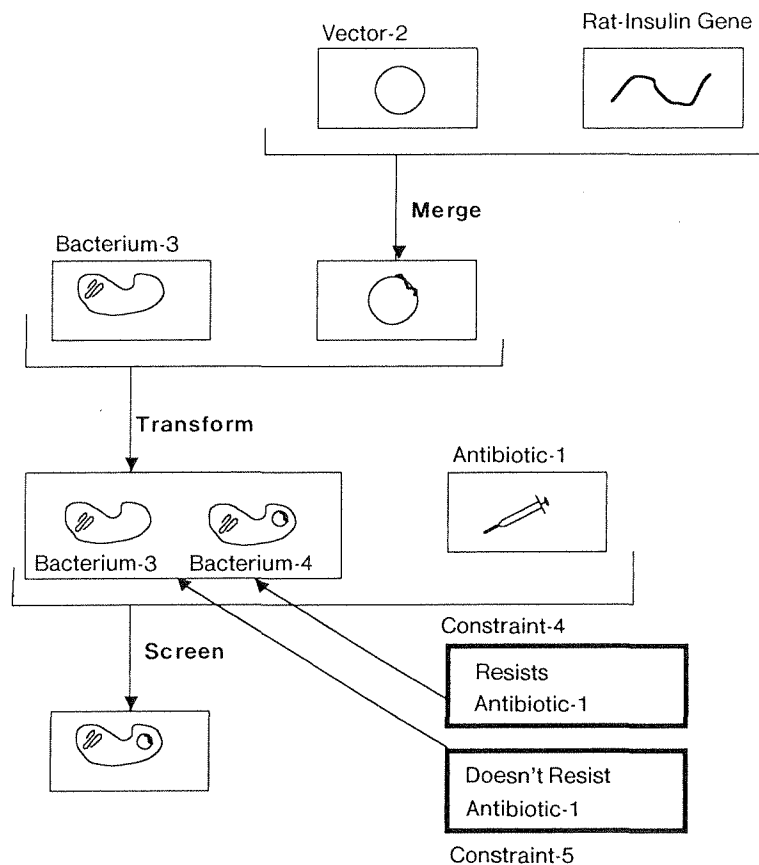 Vector-2
Rat-Insulin Gene
Merge
Bacterium-3
Transform
Antibiotic-1
Bacterium-3
Bacterium-4
Constraint-4
Screen
Resists
Antibiotic-1
Doesn't Resist
Antibiotic-1
Constraint-5